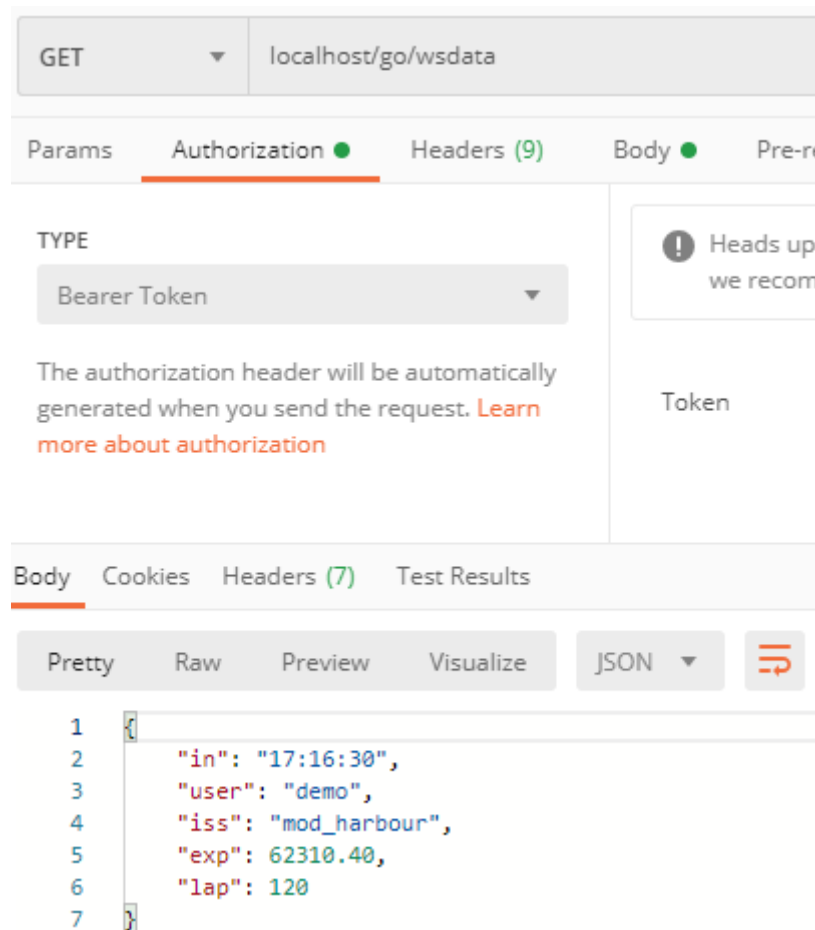 GET localhost/go/wsdata
Params Authorization Headers (9) Body Pre-r
TYPE
Bearer Token
The authorization header will be automatically
generated when you send the request. Learn
more about authorization
Heads up
we recom
Token
Body Cookies Headers (7) Test Results
Pretty Raw Preview Visualize JSON
1 {
2 "in": "17:16:30",
3 "user": "demo",
4 "iss": "mod_harbour",
5 "exp": 62310.40,
6 "lap": 120
7 }